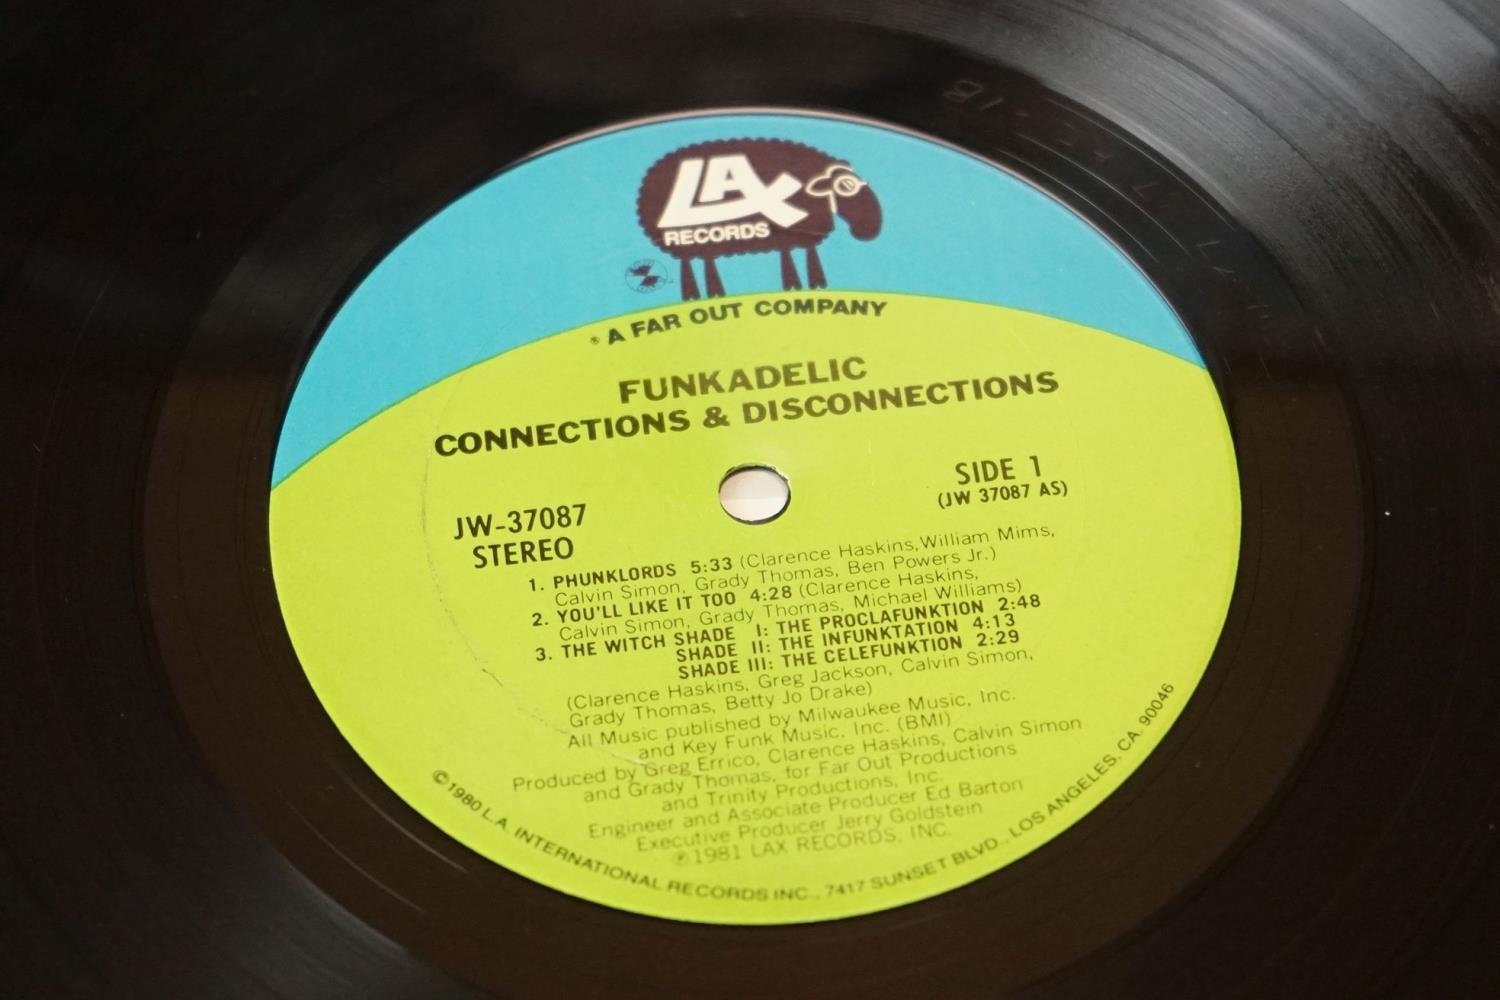 LAX
RECORDS
® A FAR OUT COMPANY
FUNKADELIC
CONNECTIONS & DISCONNECTIONS
SIDE 1
(JW 37087 AS)
JW-37087
STEREO
1. PHUNKLORDS 5:33 (Clarence Haskins,William Mims,
Calvin Simon, Grady Thomas, Ben Powers Jr.)
2. YOU'LL LIKE IT TOO 4:28 (Clarence Haskins,
Calvin Simon, Grady Thomas, Michael Williams)
3. THE WITCH SHADE I: THE PROCLAFUNKTION 2:48
SHADE II: THE INFUNKTATION 4:13
SHADE III: THE CELEFUNKTION 2:29
(Clarence Haskins, Greg Jackson, Calvin Simon,
Grady Thomas, Betty Jo Drake)
All Music published by Milwaukee Music, Inc.
and Key Funk Music, Inc. (BMI)
Produced by Greg Errico, Clarence Haskins, Calvin Simon
and Grady Thomas, for Far Out Productions
and Trinity Productions, Inc.
Engineer and Associate Producer Ed Barton
Executive Producer Jerry Goldstein
℗ 1981 LAX RECORDS, INC.
© 1980 L.A. INTERNATIONAL RECORDS INC., 7417 SUNSET BLVD., LOS ANGELES, CA. 90046